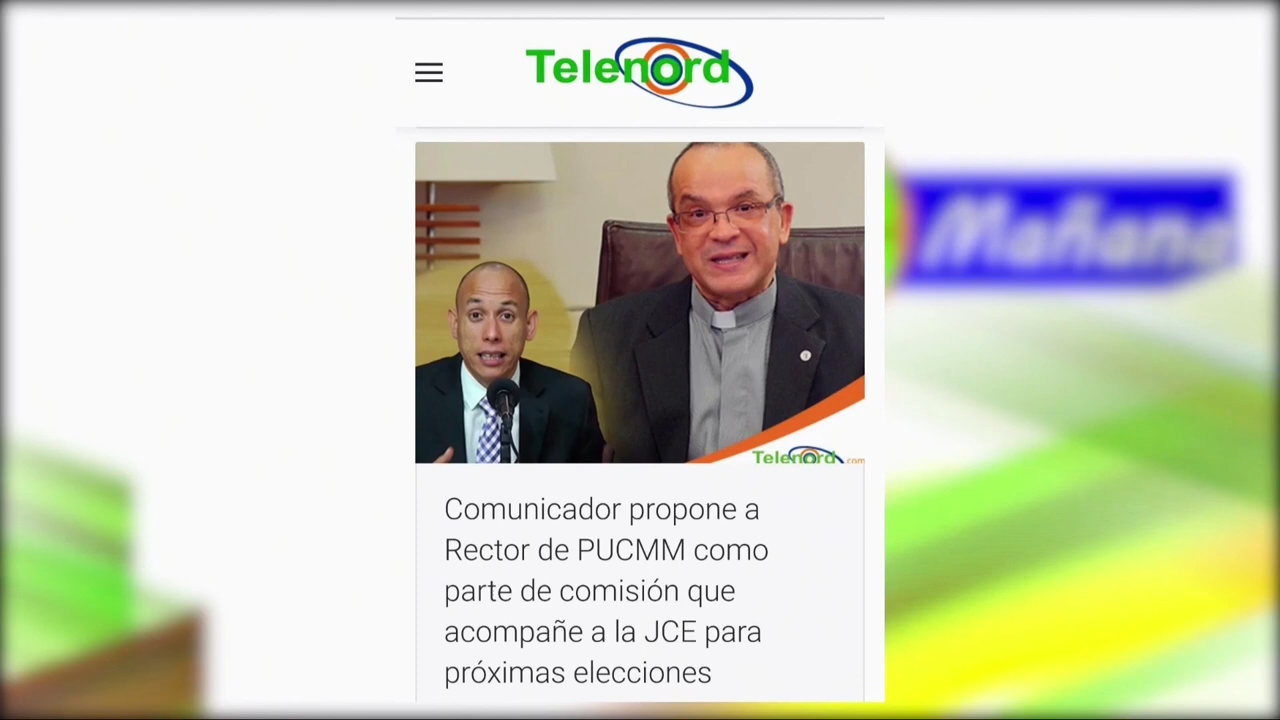 Telenord
Mañana
Telenord.com
Comunicador propone a
Rector de PUCMM como
parte de comisión que
acompañe a la JCE para
próximas elecciones